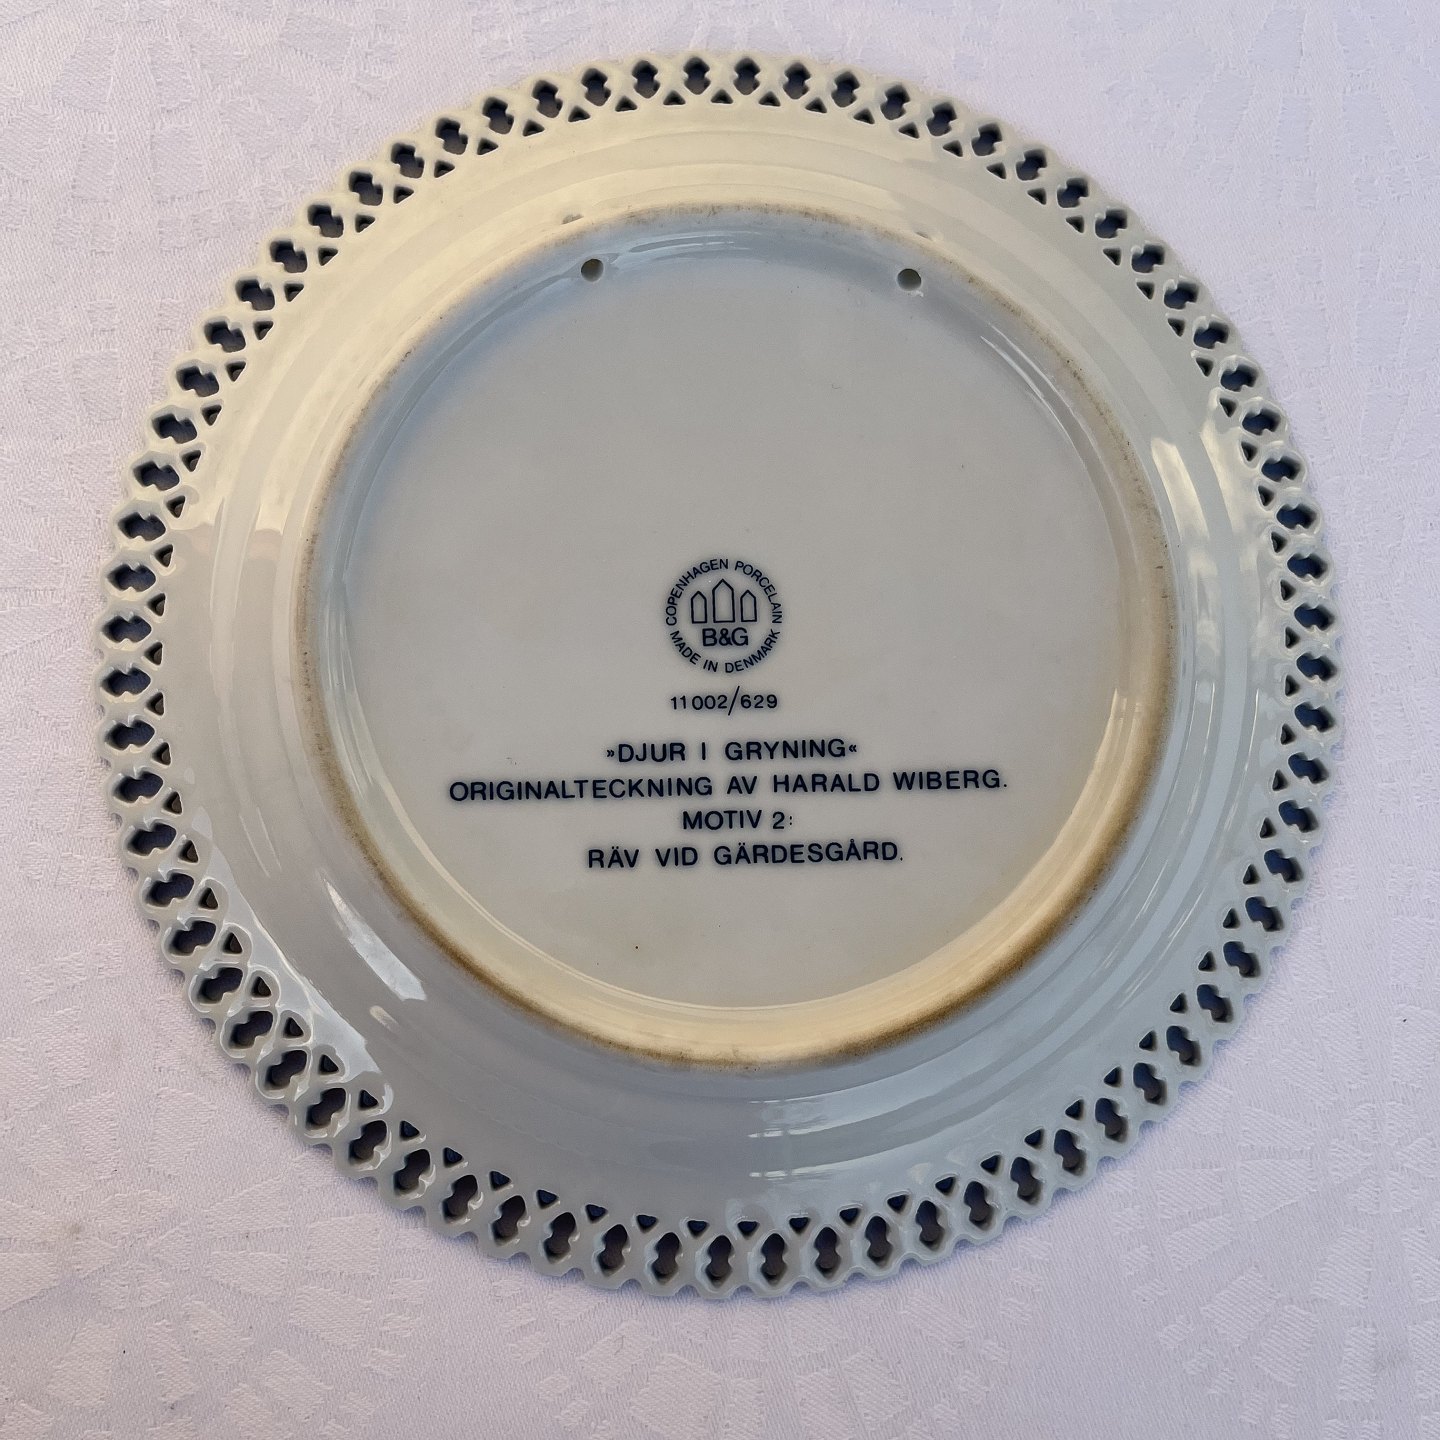 COPENHAGEN PORCELAIN
B&G
MADE IN DENMARK
11002/629
»DJUR I GRYNING«
ORIGINALTECKNING AV HARALD WIBERG.
MOTIV 2:
RÄV VID GÄRDESGÅRD.